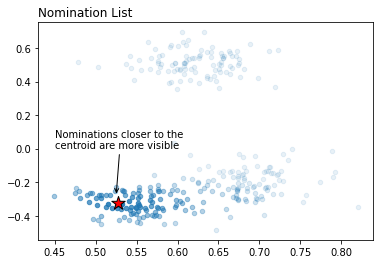 Nomination List
0.6
0.4
0.2
0.0
−0.2
−0.4
Nominations closer to the
centroid are more visible
0.45 0.50 0.55 0.60 0.65 0.70 0.75 0.80